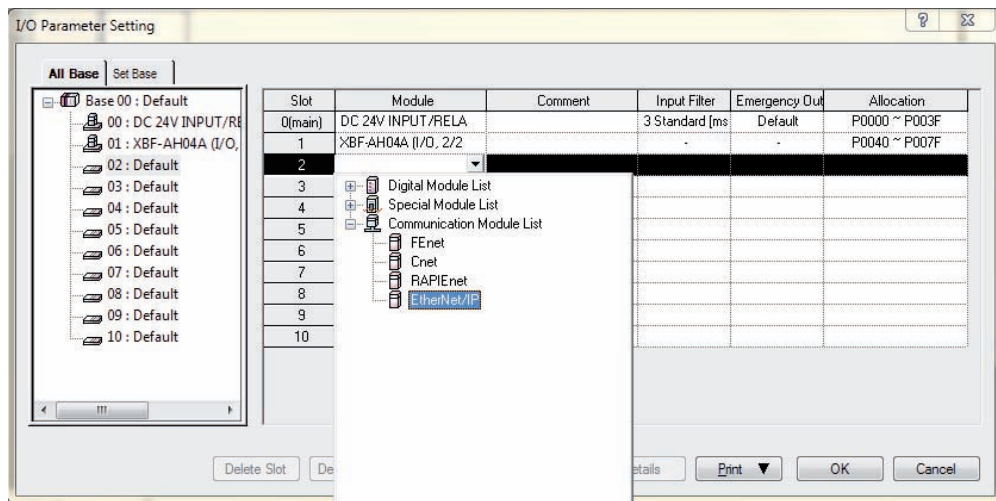 I/O Parameter Setting
All Base Set Base
Base 00 : Default
00 : DC 24V INPUT/RE
01 : XBF-AH04A (I/O,
02 : Default
03 : Default
04 : Default
05 : Default
06 : Default
07 : Default
08 : Default
09 : Default
10 : Default
Slot Module Comment Input Filter Emergency Out Allocation
0(main) DC 24V INPUT/RELA 3 Standard [ms Default P0000 ~ P003F
1 XBF-AH04A (I/O, 2/2 - - P0040 ~ P007F
2
3
4
5
6
7
8
9
10
Digital Module List
Special Module List
Communication Module List
FEnet
Cnet
RAPIEnet
EtherNet/IP
Delete Slot De etails Print ▼ OK Cancel